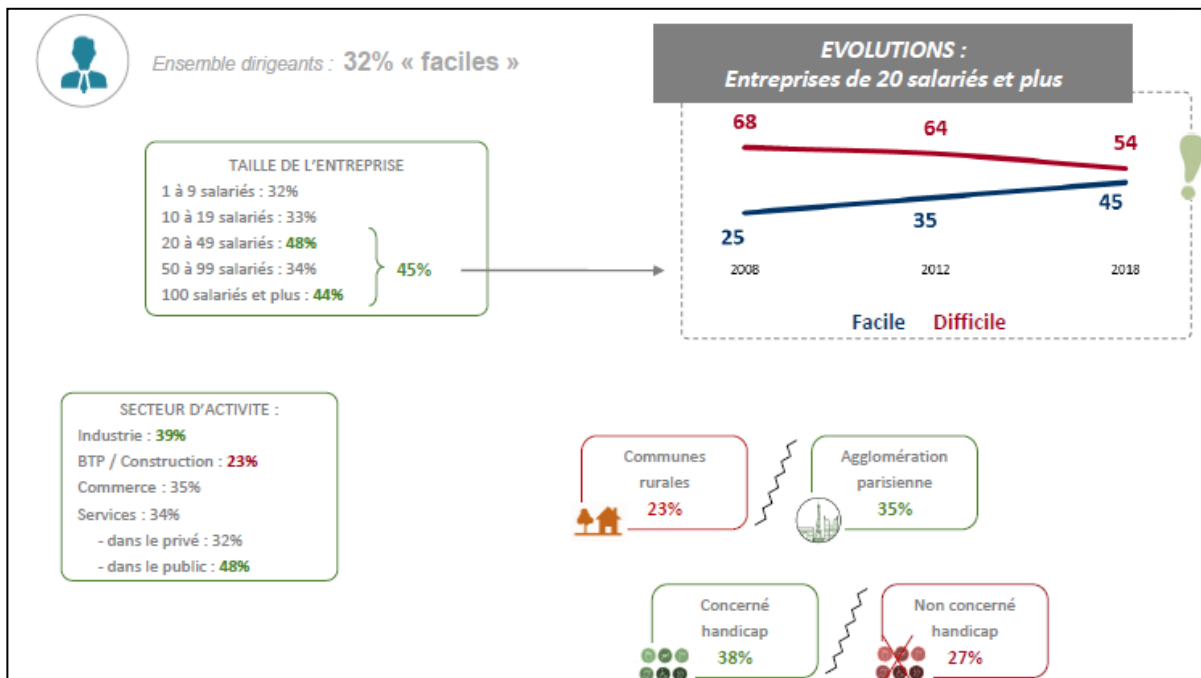 Ensemble dirigeants : 32% « faciles »
EVOLUTIONS :
Entreprises de 20 salariés et plus
TAILLE DE L'ENTREPRISE
1 à 9 salariés : 32%
10 à 19 salariés : 33%
20 à 49 salariés : 48%
50 à 99 salariés : 34%
100 salariés et plus : 44%
45%
68 64 54
25 35 45
2008 2012 2018
Facile Difficile
!
SECTEUR D'ACTIVITE :
Industrie : 39%
BTP / Construction : 23%
Commerce : 35%
Services : 34%
- dans le privé : 32%
- dans le public : 48%
Communes
rurales
23%
Agglomération
parisienne
35%
Concerné
handicap
38%
Non concerné
handicap
27%